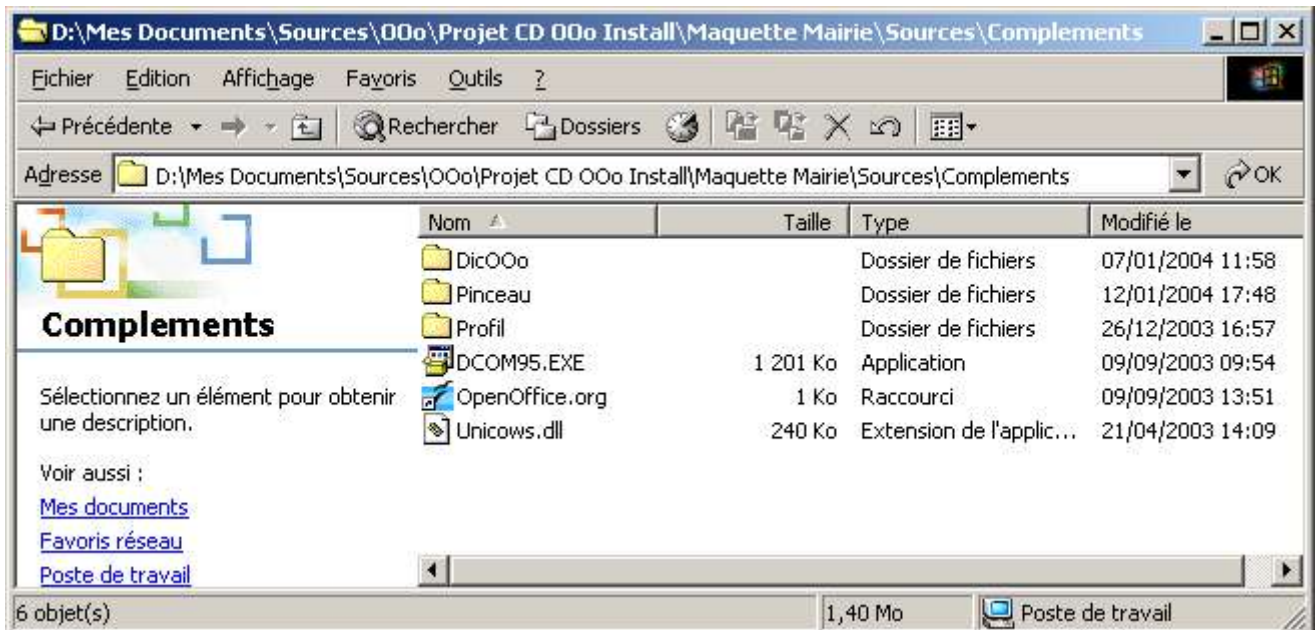 D:\Mes Documents\Sources\OOo\Projet CD OOo Install\Maquette Mairie\Sources\Complements
Fichier Edition Affichage Favoris Outils ?
Précédente Rechercher Dossiers
Adresse D:\Mes Documents\Sources\OOo\Projet CD OOo Install\Maquette Mairie\Sources\Complements OK
Nom Taille Type Modifié le
DicOOo Dossier de fichiers 07/01/2004 11:58
Pinceau Dossier de fichiers 12/01/2004 17:48
Profil Dossier de fichiers 26/12/2003 16:57
DCOM95.EXE 1 201 Ko Application 09/09/2003 09:54
OpenOffice.org 1 Ko Raccourci 09/09/2003 13:51
Unicows.dll 240 Ko Extension de l'applic... 21/04/2003 14:09
Complements
Sélectionnez un élément pour obtenir
une description.
Voir aussi :
Mes documents
Favoris réseau
Poste de travail
6 objet(s) 1,40 Mo Poste de travail